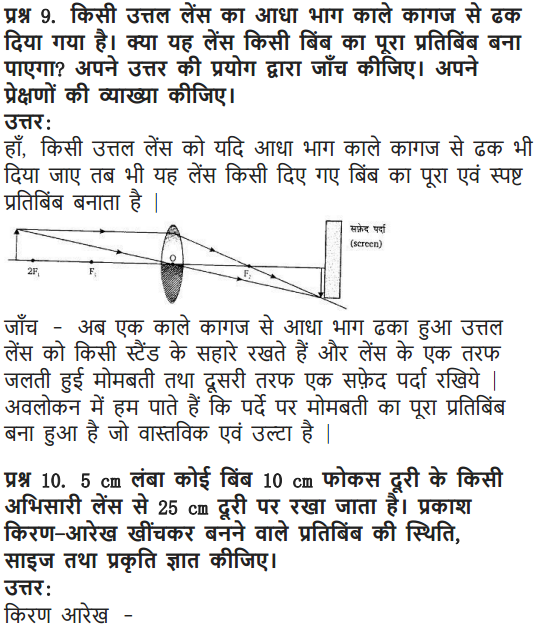 प्रश्न 9. किसी उत्तल लेंस का आधा भाग काले कागज से ढक
दिया गया है। क्या यह लेंस किसी बिंब का पूरा प्रतिबिंब बना
पाएगा? अपने उत्तर की प्रयोग द्वारा जाँच कीजिए। अपने
प्रेक्षणों की व्याख्या कीजिए।
उत्तर:
हाँ, किसी उत्तल लेंस को यदि आधा भाग काले कागज से ढक भी
दिया जाए तब भी यह लेंस किसी दिए गए बिंब का पूरा एवं स्पष्ट
प्रतिबिंब बनाता है |
सफ़ेद पर्दा
(screen)
2F₁
F₁
O
F₂
जाँच - अब एक काले कागज से आधा भाग ढका हुआ उत्तल
लेंस को किसी स्टैंड के सहारे रखते हैं और लेंस के एक तरफ
जलती हुई मोमबती तथा दूसरी तरफ एक सफ़ेद पर्दा रखिये |
अवलोकन में हम पाते हैं कि पर्दे पर मोमबती का पूरा प्रतिबिंब
बना हुआ है जो वास्तविक एवं उल्टा है |
प्रश्न 10. 5 cm लंबा कोई बिंब 10 cm फोकस दूरी के किसी
अभिसारी लेंस से 25 cm दूरी पर रखा जाता है। प्रकाश
किरण-आरेख खींचकर बनने वाले प्रतिबिंब की स्थिति,
साइज तथा प्रकृति ज्ञात कीजिए।
उत्तर:
किरण आरेख -